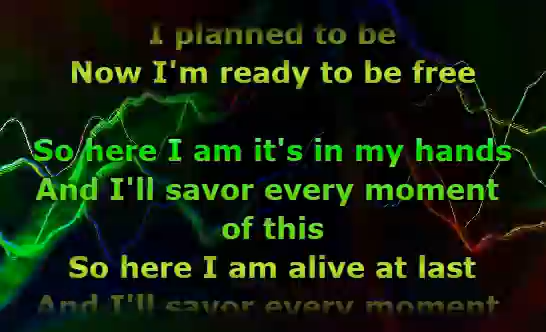 I planned to be
Now I'm ready to be free
So here I am it's in my hands
And I'll savor every moment
of this
So here I am alive at last
And I'll savor every moment